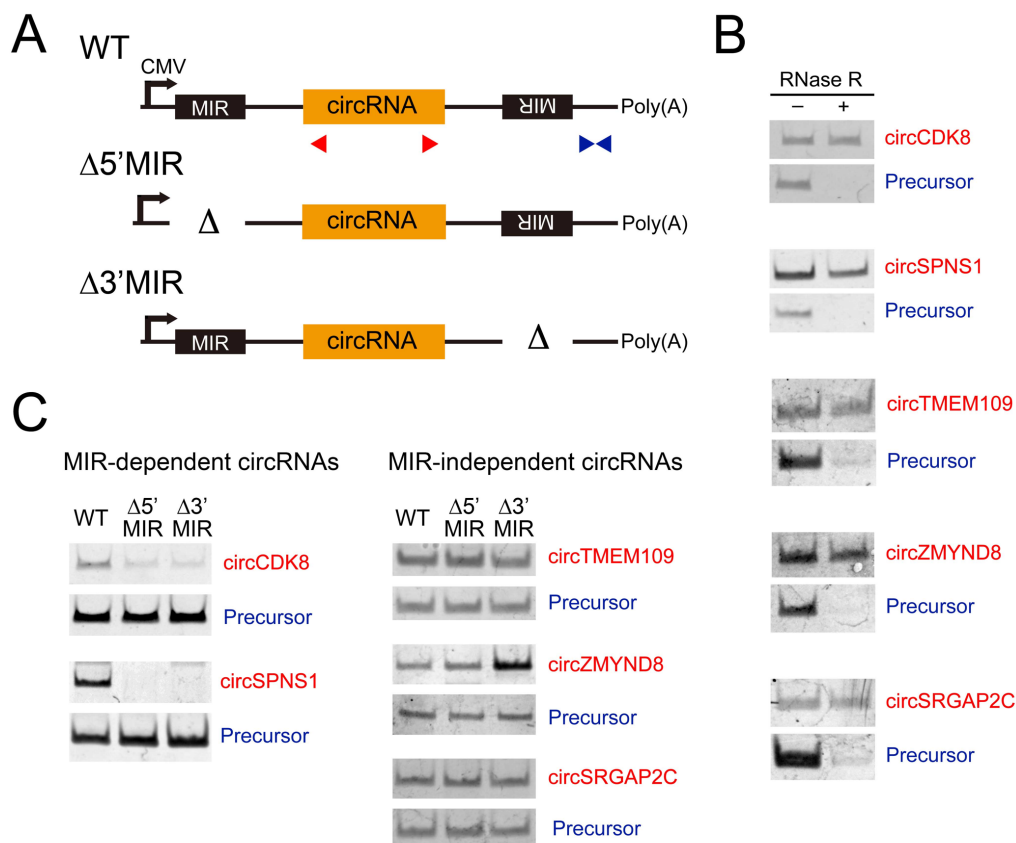 A
WT
CMV
MIR
circRNA
MIR
Poly(A)
Δ5'MIR
Δ
circRNA
MIR
Poly(A)
Δ3'MIR
MIR
circRNA
Δ
Poly(A)
B
RNase R
− +
circCDK8
Precursor
circSPNS1
Precursor
circTMEM109
Precursor
circZMYND8
Precursor
circSRGAP2C
Precursor
C
MIR-dependent circRNAs
WT Δ5' Δ3'
MIR MIR
circCDK8
Precursor
circSPNS1
Precursor
MIR-independent circRNAs
WT Δ5' Δ3'
MIR MIR
circTMEM109
Precursor
circZMYND8
Precursor
circSRGAP2C
Precursor